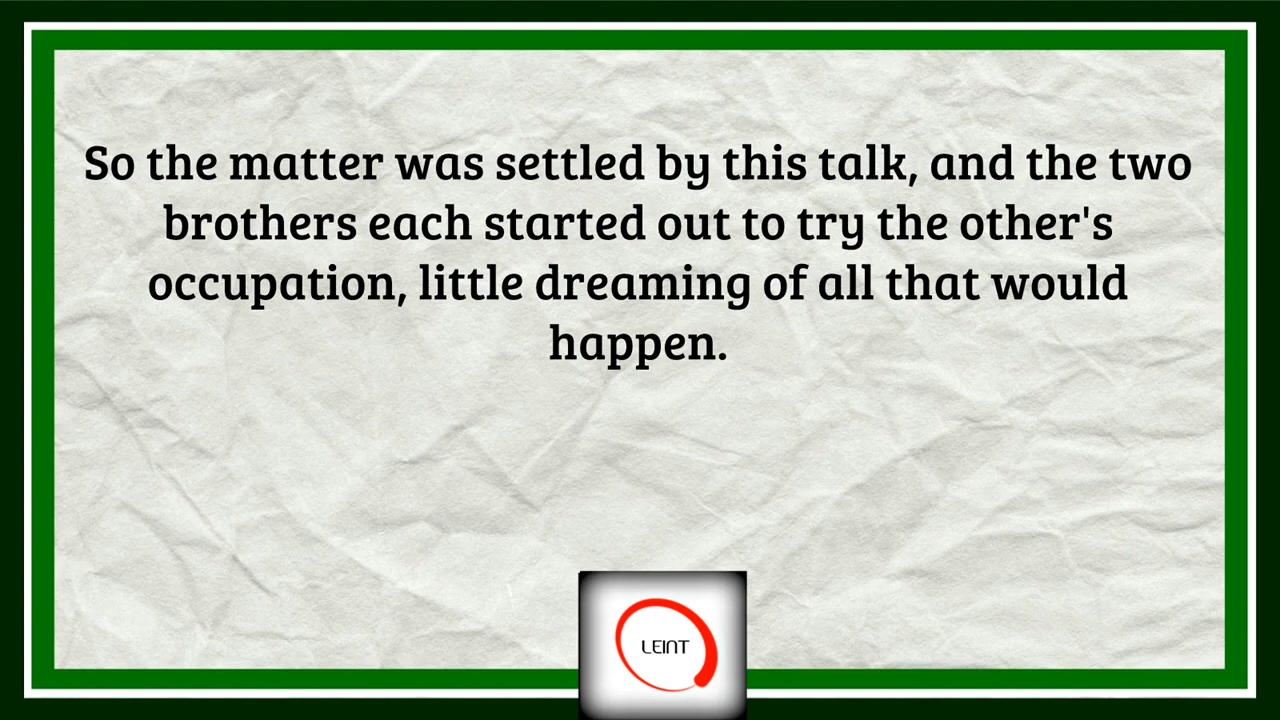 So the matter was settled by this talk, and the two
brothers each started out to try the other's
occupation, little dreaming of all that would
happen.
LEINT